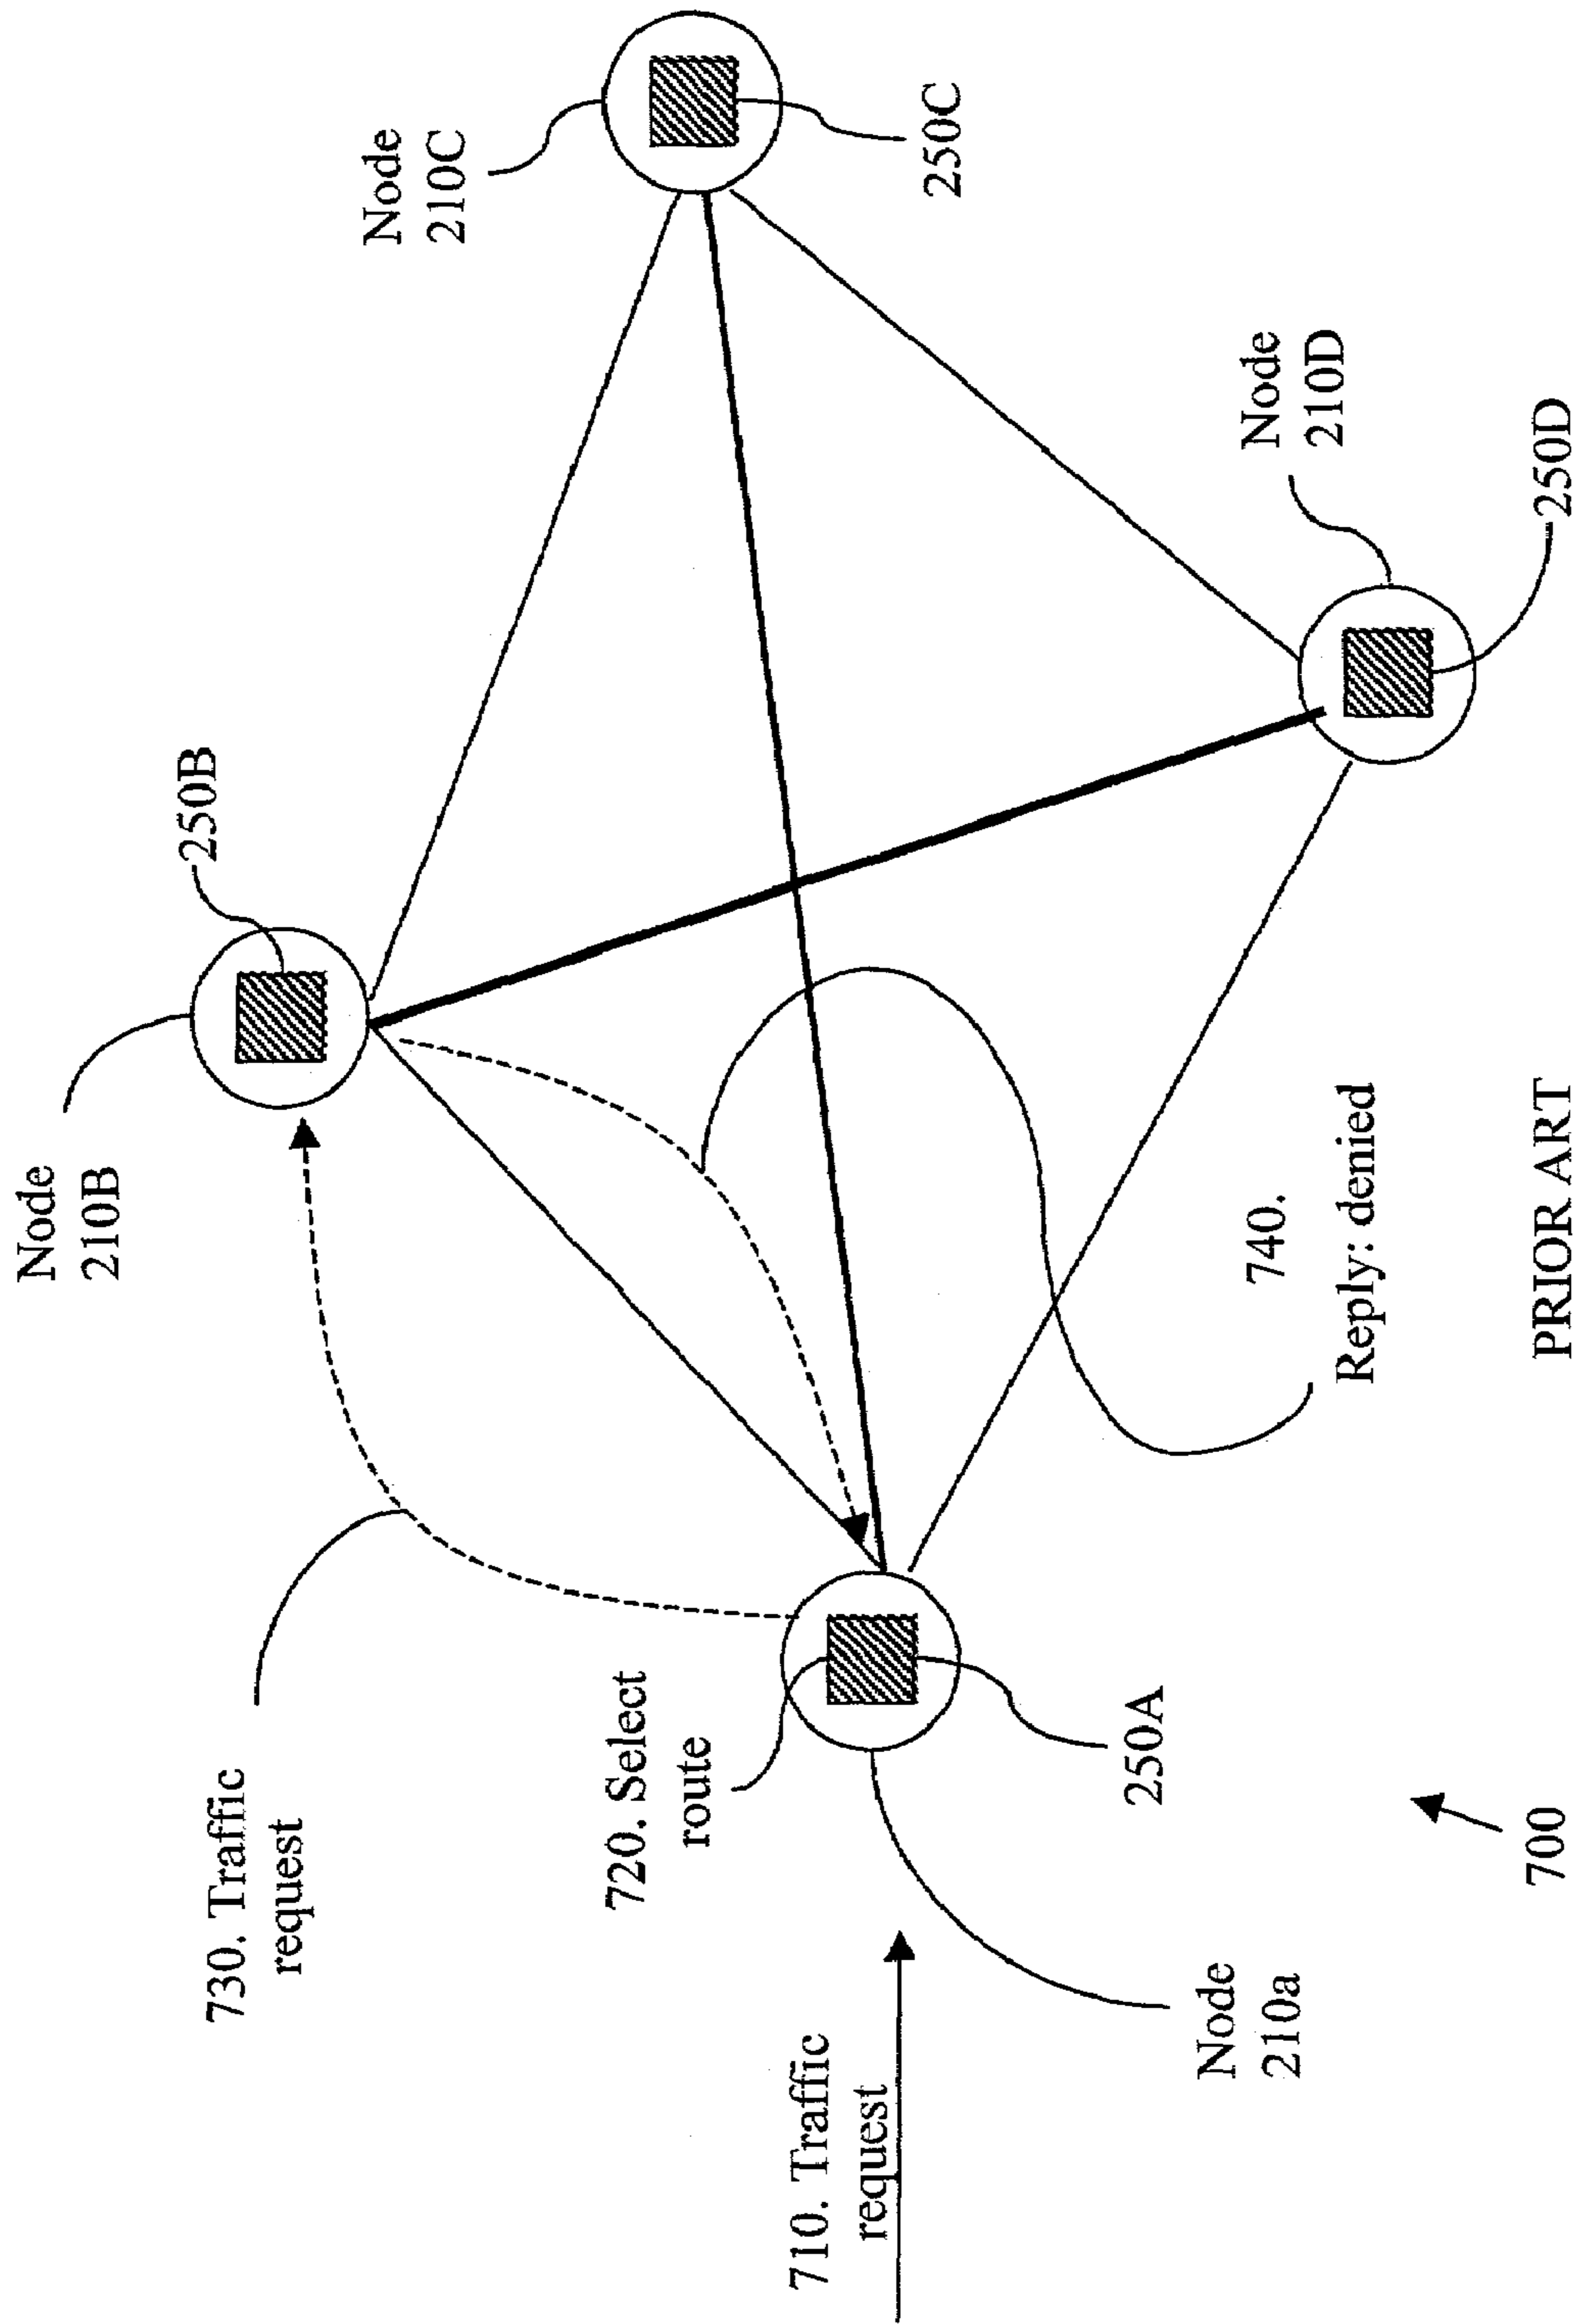 Node
210B
250B
Node
210C
250C
730. Traffic
request
720. Select
route
710. Traffic
request
250A
Node
210a
Node
210D
250D
740.
Reply: denied
700
PRIOR ART